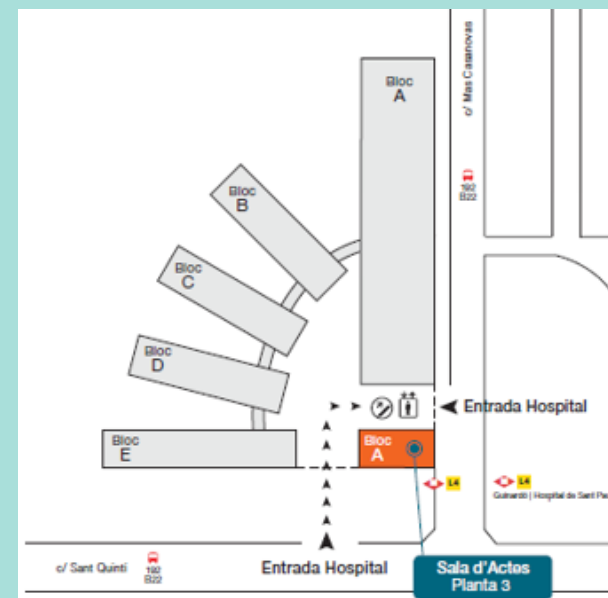 Bloc
A
c/ Mas Casanovas
192
B22
Bloc
B
Bloc
C
Bloc
D
Entrada Hospital
Bloc
E
Bloc
A
L4
L4
Guinardó | Hospital de Sant Pau
c/ Sant Quintí
192
B22
Entrada Hospital
Sala d'Actes
Planta 3